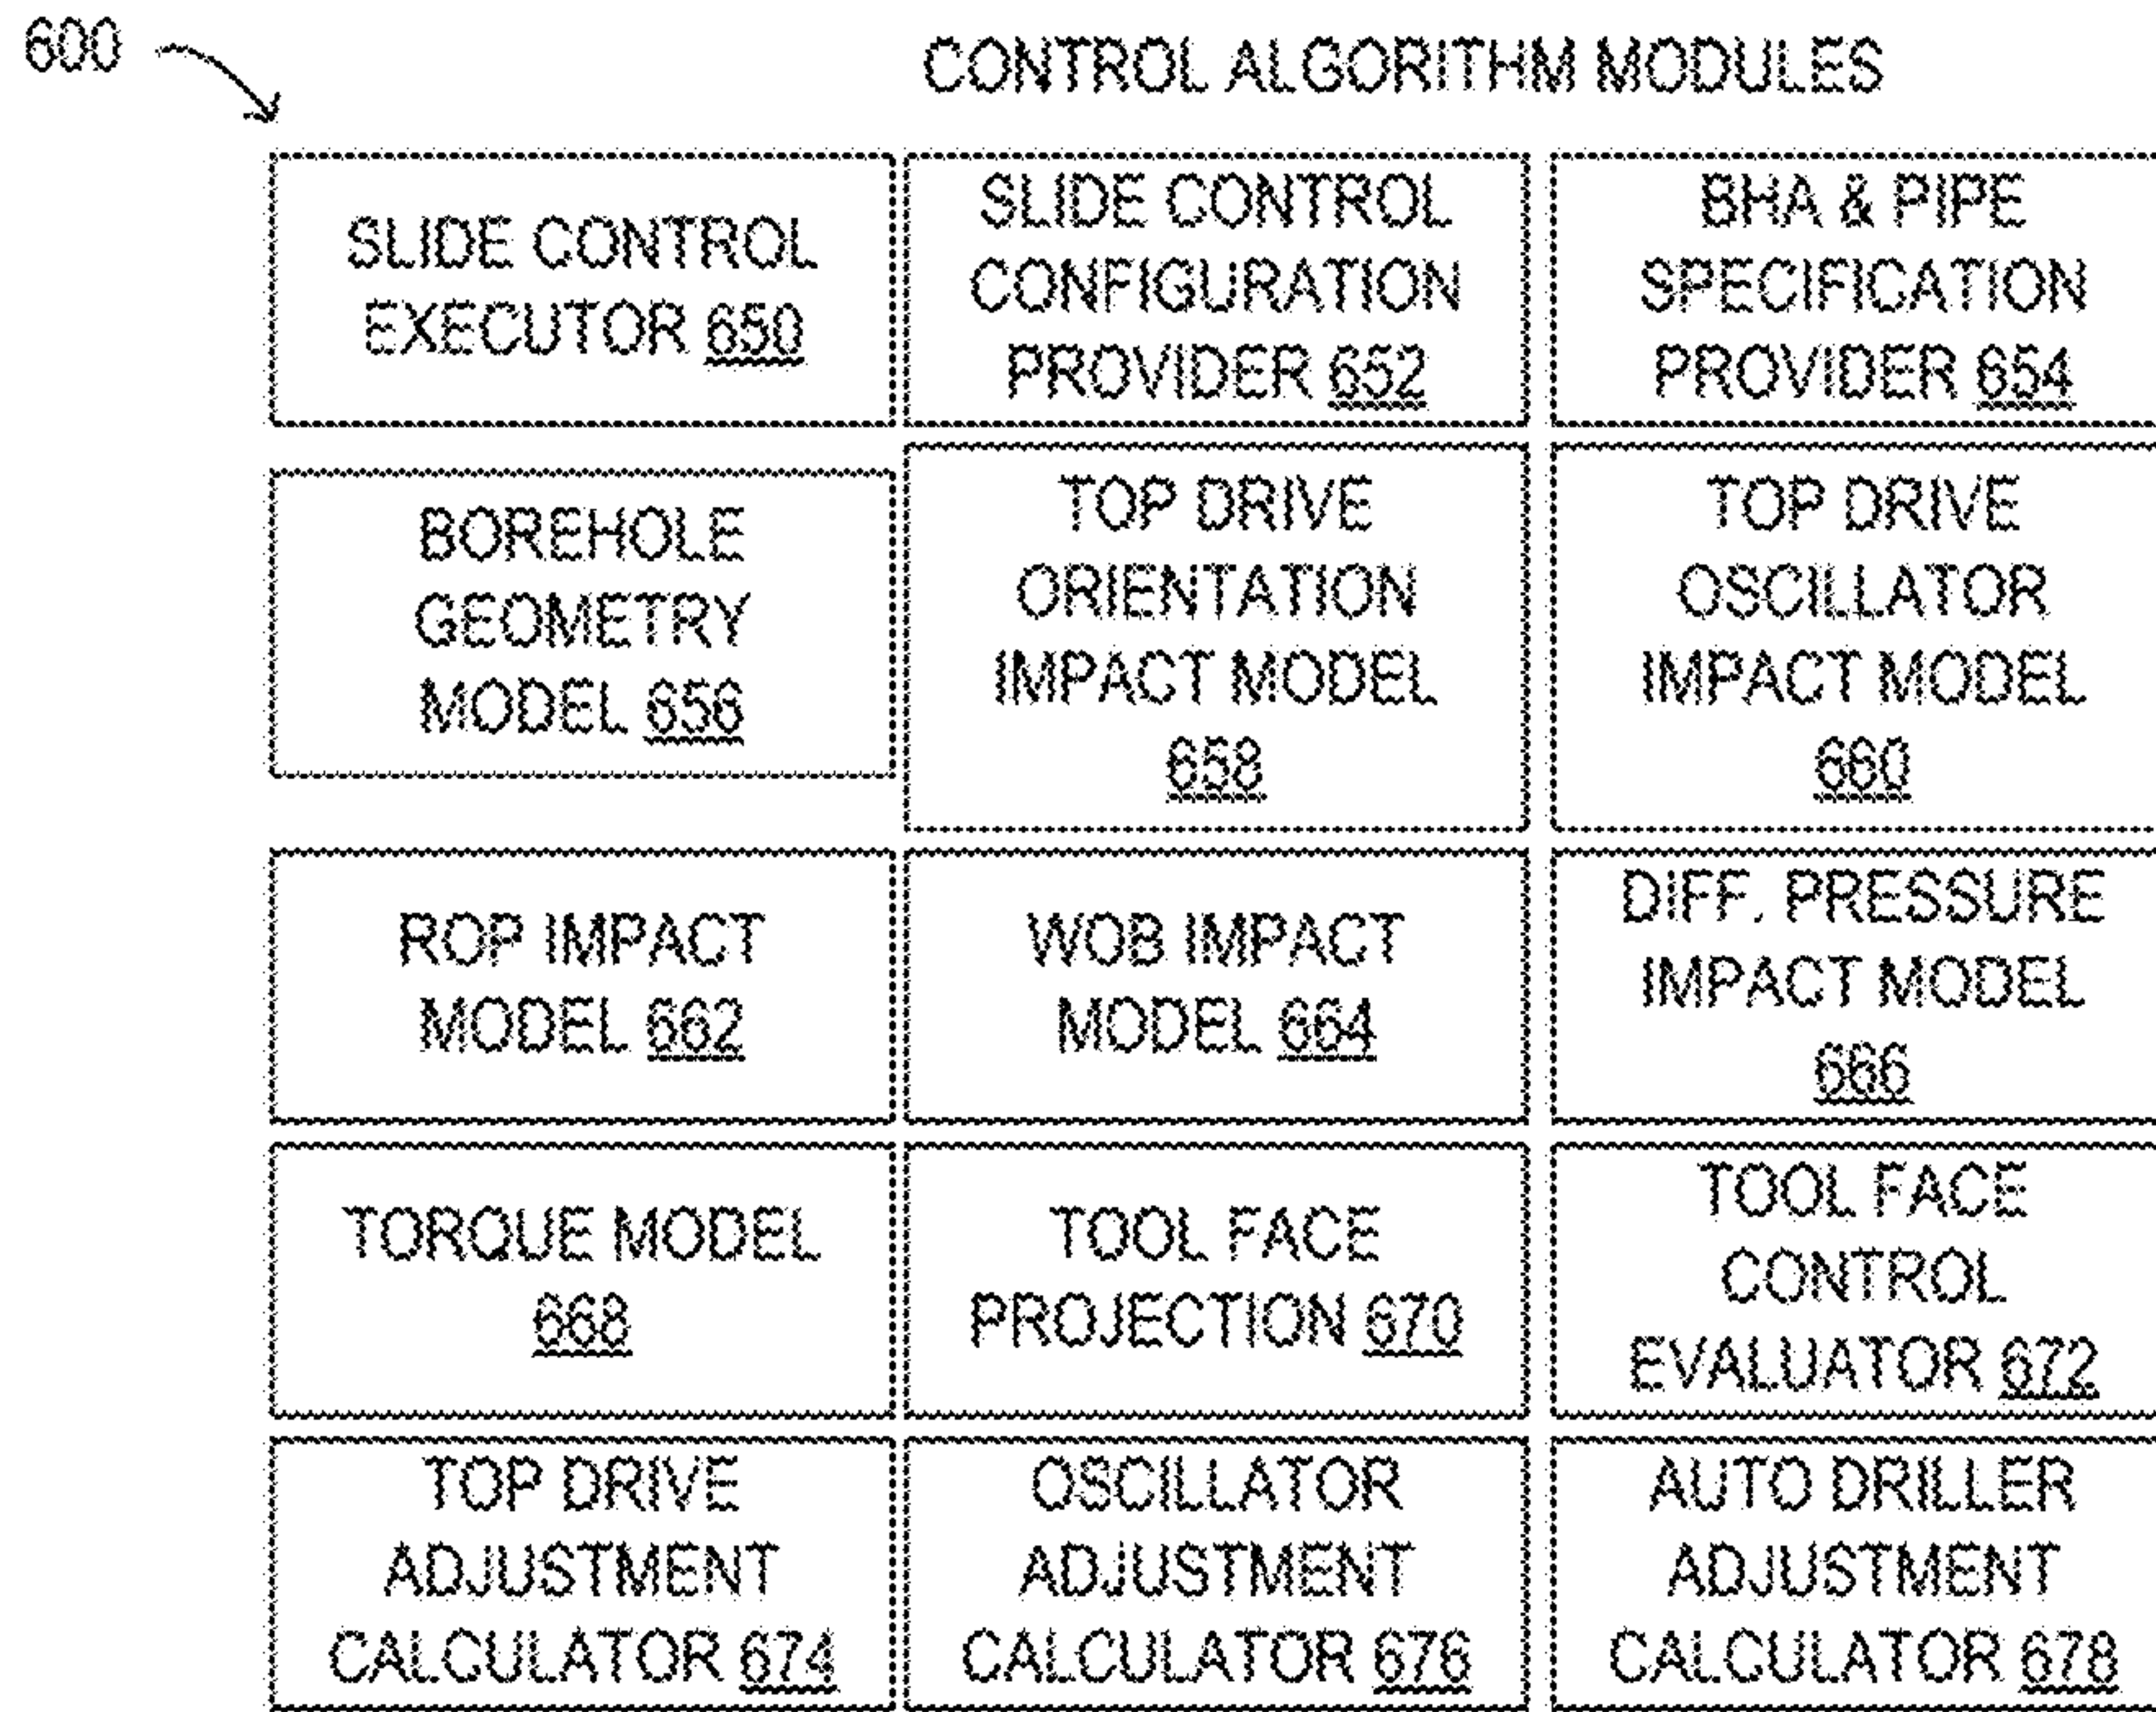 600
CONTROL ALGORITHM MODULES
SLIDE CONTROL
EXECUTOR 650
SLIDE CONTROL
CONFIGURATION
PROVIDER 652
BHA & PIPE
SPECIFICATION
PROVIDER 654
BOREHOLE
GEOMETRY
MODEL 656
TOP DRIVE
ORIENTATION
IMPACT MODEL
658
TOP DRIVE
OSCILLATOR
IMPACT MODEL
660
ROP IMPACT
MODEL 662
WOB IMPACT
MODEL 664
DIFF. PRESSURE
IMPACT MODEL
666
TORQUE MODEL
668
TOOL FACE
PROJECTION 670
TOOL FACE
CONTROL
EVALUATOR 672
TOP DRIVE
ADJUSTMENT
CALCULATOR 674
OSCILLATOR
ADJUSTMENT
CALCULATOR 676
AUTO DRILLER
ADJUSTMENT
CALCULATOR 678